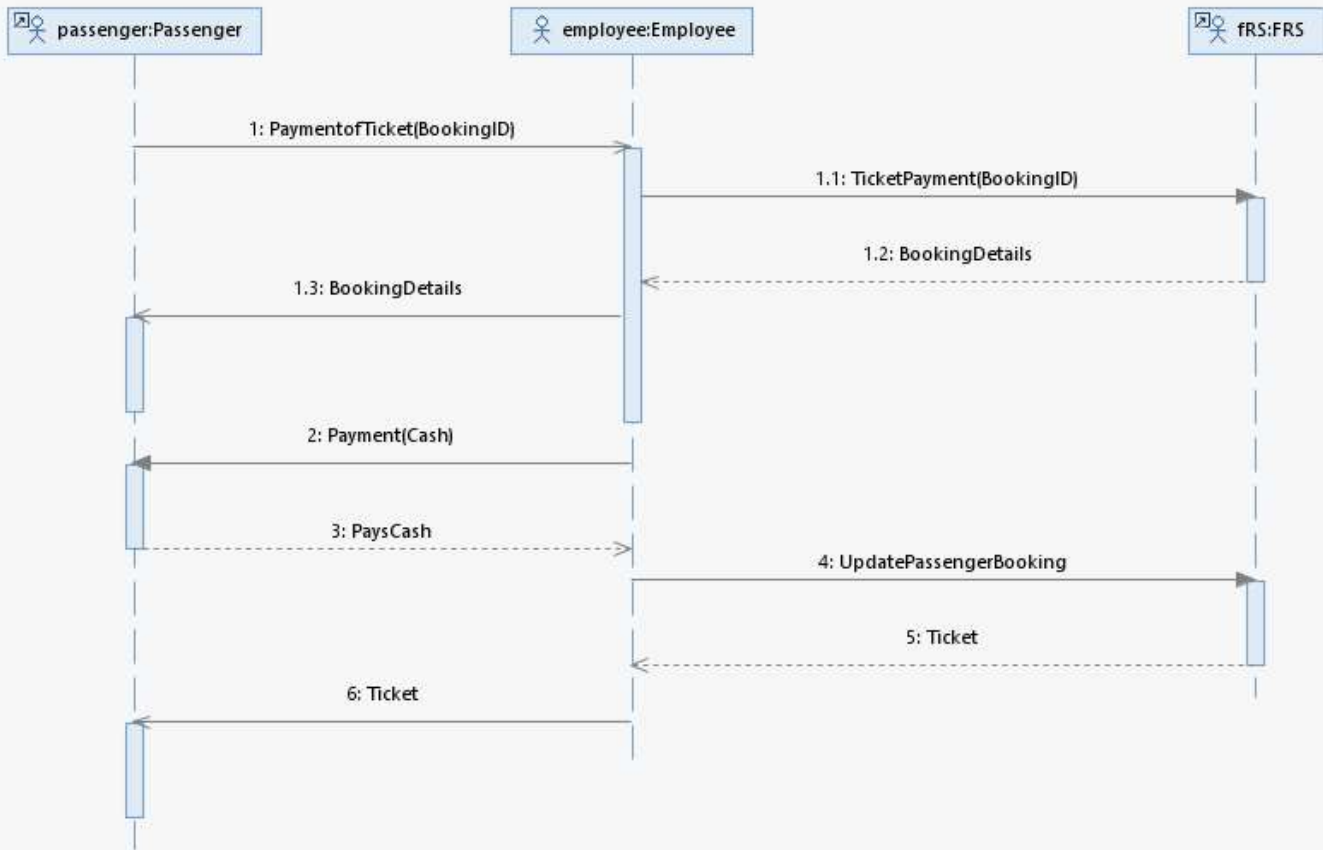 passenger:Passenger
employee:Employee
fRS:FRS
1: PaymentofTicket(BookingID)
1.1: TicketPayment(BookingID)
1.2: BookingDetails
1.3: BookingDetails
2: Payment(Cash)
3: PaysCash
4: UpdatePassengerBooking
5: Ticket
6: Ticket